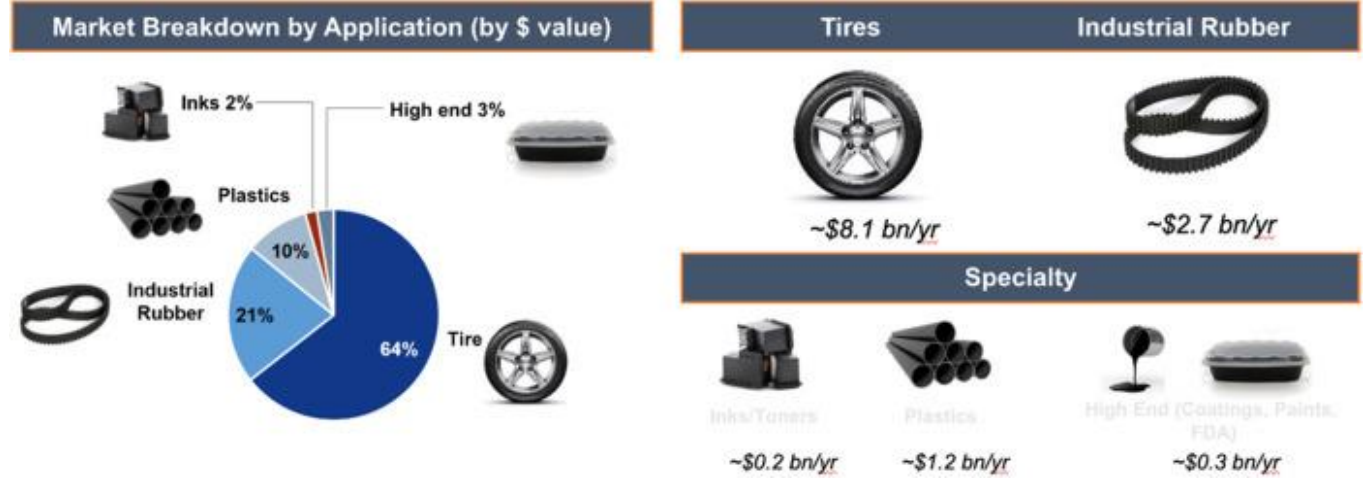 Market Breakdown by Application (by $ value)
Inks 2%
High end 3%
Plastics
10%
Industrial
Rubber
21%
64%
Tire
Tires
Industrial Rubber
~$8.1 bn/yr
~$2.7 bn/yr
Specialty
Inks/Toners
Plastics
High End (Coatings, Paints,
FDA)
~$0.2 bn/yr
~$1.2 bn/yr
~$0.3 bn/yr